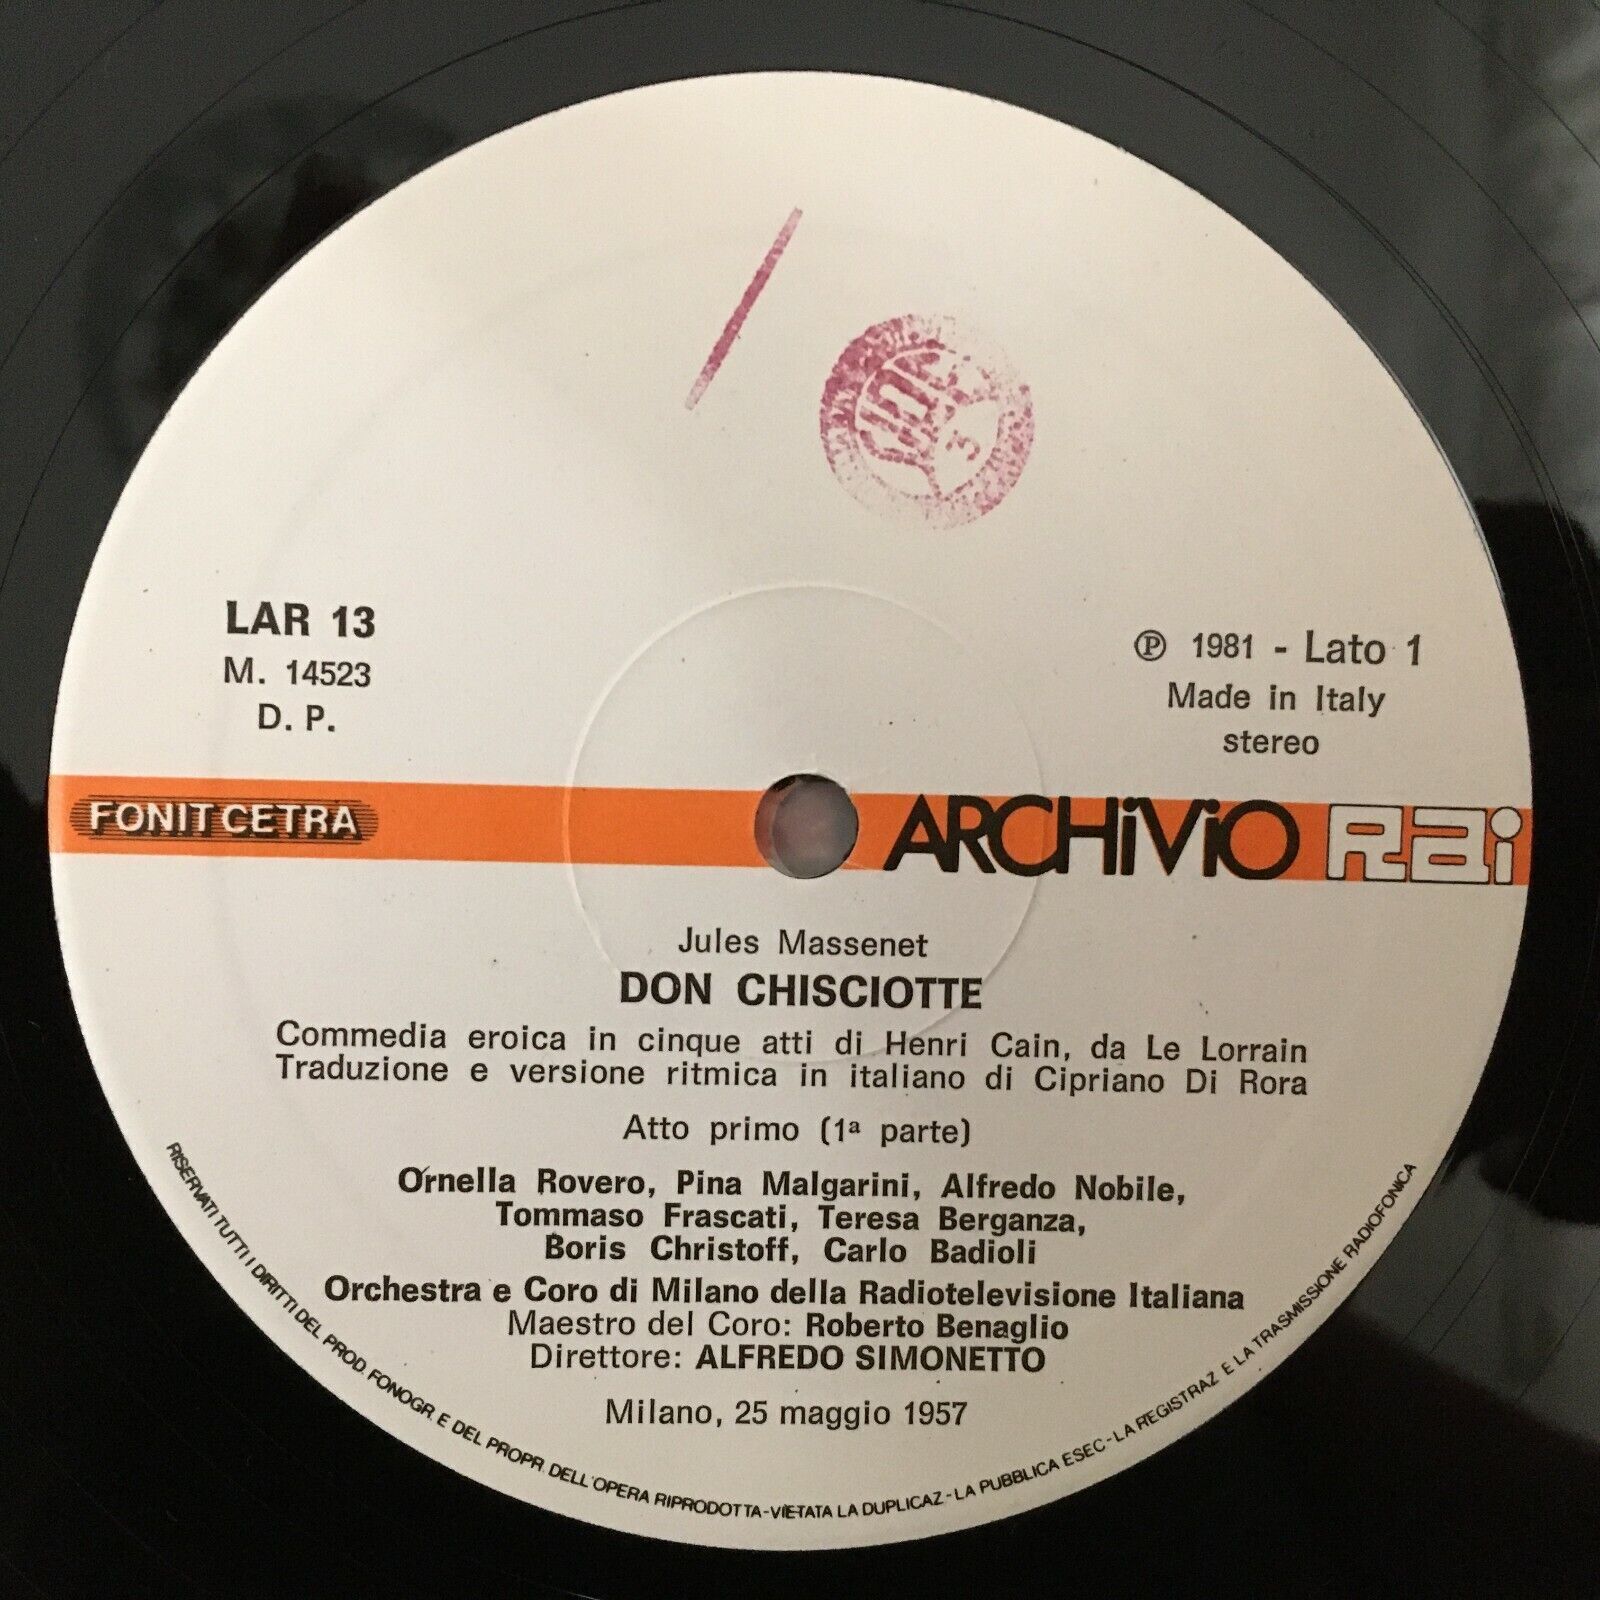 LAR 13
M. 14523
D. P.
Ⓟ 1981 - Lato 1
Made in Italy
stereo
FONIT CETRA
ARCHiViO Rai
Jules Massenet
DON CHISCIOTTE
Commedia eroica in cinque atti di Henri Cain, da Le Lorrain
Traduzione e versione ritmica in italiano di Cipriano Di Rora
Atto primo (1ª parte)
Ornella Rovero, Pina Malgarini, Alfredo Nobile,
Tommaso Frascati, Teresa Berganza,
Boris Christoff, Carlo Badioli
Orchestra e Coro di Milano della Radiotelevisione Italiana
Maestro del Coro: Roberto Benaglio
Direttore: ALFREDO SIMONETTO
Milano, 25 maggio 1957
RISERVATI TUTTI I DIRITTI DEL PROD. FONOGR. E DEL PROPR. DELL'OPERA RIPRODOTTA-VIETATA LA DUPLICAZ-LA PUBBLICA ESEC-LA REGISTRAZ E LA TRASMISSIONE RADIOFONICA